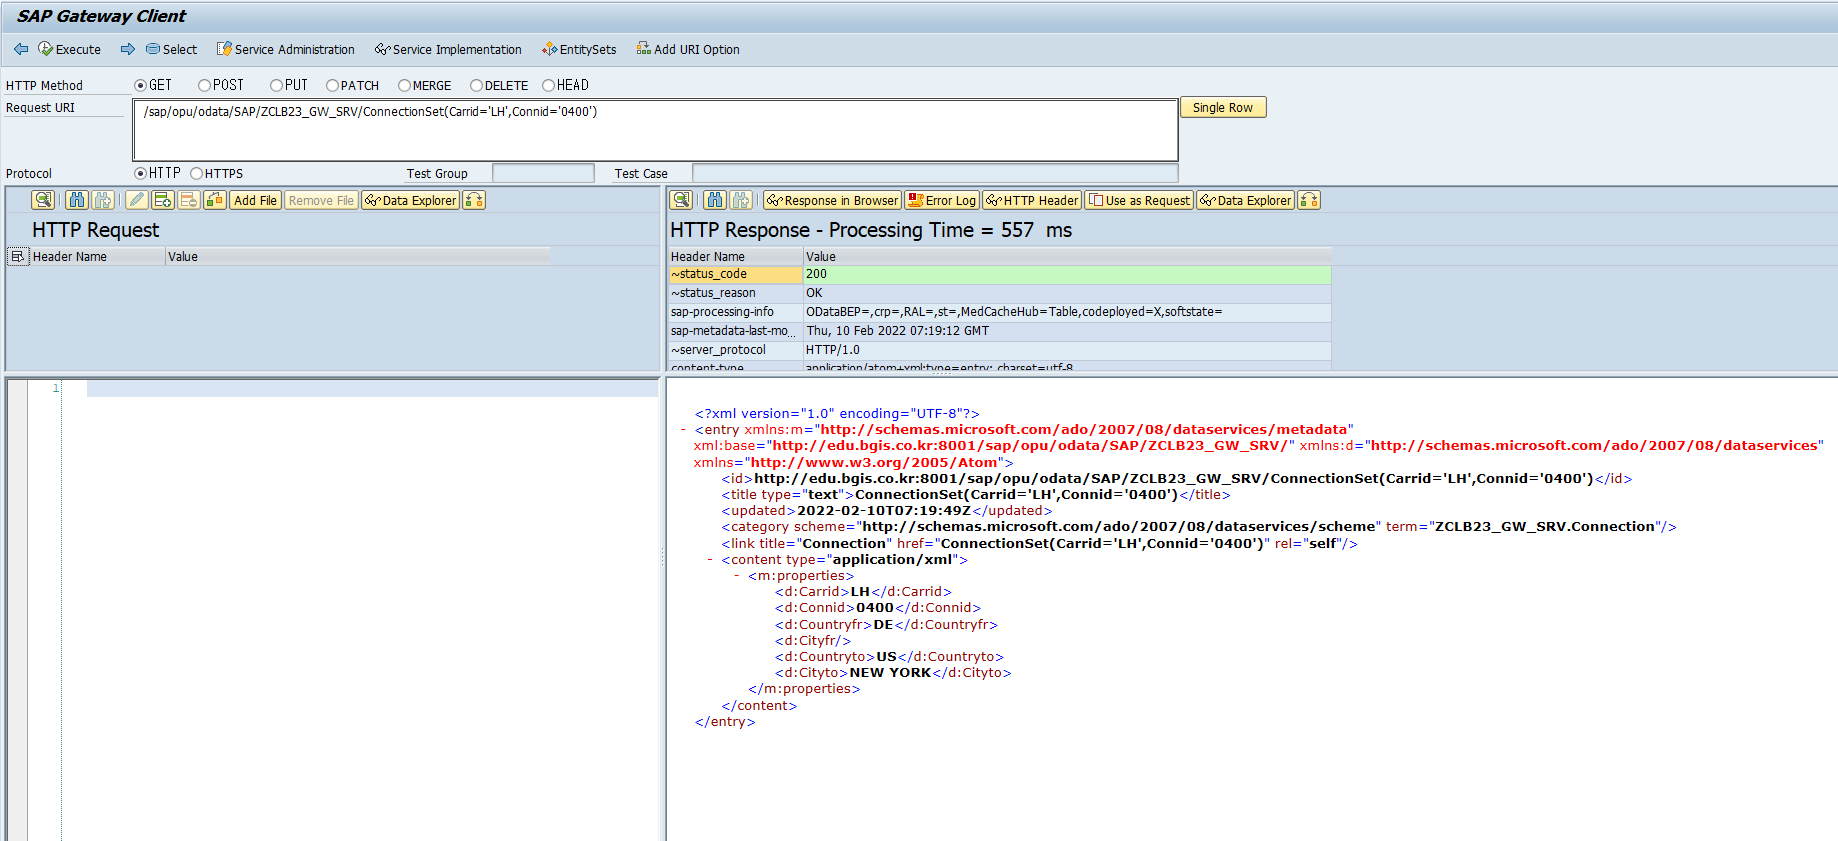 SAP Gateway Client
Execute Select Service Administration Service Implementation EntitySets Add URI Option
HTTP Method GET POST PUT PATCH MERGE DELETE HEAD
Request URI /sap/opu/odata/SAP/ZCLB23_GW_SRV/ConnectionSet(Carrid='LH',Connid='0400') Single Row
Protocol HTTP HTTPS Test Group Test Case
Add File Remove File Data Explorer
HTTP Request
Header Name Value
1
Response in Browser Error Log HTTP Header Use as Request Data Explorer
HTTP Response - Processing Time = 557 ms
Header Name Value
~status_code 200
~status_reason OK
sap-processing-info ODataBEP=,crp=,RAL=,st=,MedCacheHub=Table,codeployed=X,softstate=
sap-metadata-last-mo... Thu, 10 Feb 2022 07:19:12 GMT
~server_protocol HTTP/1.0
content-type application/atom+xml;type=entry; charset=utf-8
<?xml version="1.0" encoding="UTF-8"?>
- <entry xmlns:m="http://schemas.microsoft.com/ado/2007/08/dataservices/metadata"
xml:base="http://edu.bgis.co.kr:8001/sap/opu/odata/SAP/ZCLB23_GW_SRV/" xmlns:d="http://schemas.microsoft.com/ado/2007/08/dataservices"
xmlns="http://www.w3.org/2005/Atom">
<id>http://edu.bgis.co.kr:8001/sap/opu/odata/SAP/ZCLB23_GW_SRV/ConnectionSet(Carrid='LH',Connid='0400')</id>
<title type="text">ConnectionSet(Carrid='LH',Connid='0400')</title>
<updated>2022-02-10T07:19:49Z</updated>
<category scheme="http://schemas.microsoft.com/ado/2007/08/dataservices/scheme" term="ZCLB23_GW_SRV.Connection"/>
<link title="Connection" href="ConnectionSet(Carrid='LH',Connid='0400')" rel="self"/>
- <content type="application/xml">
- <m:properties>
<d:Carrid>LH</d:Carrid>
<d:Connid>0400</d:Connid>
<d:Countryfr>DE</d:Countryfr>
<d:Cityfr/>
<d:Countryto>US</d:Countryto>
<d:Cityto>NEW YORK</d:Cityto>
</m:properties>
</content>
</entry>